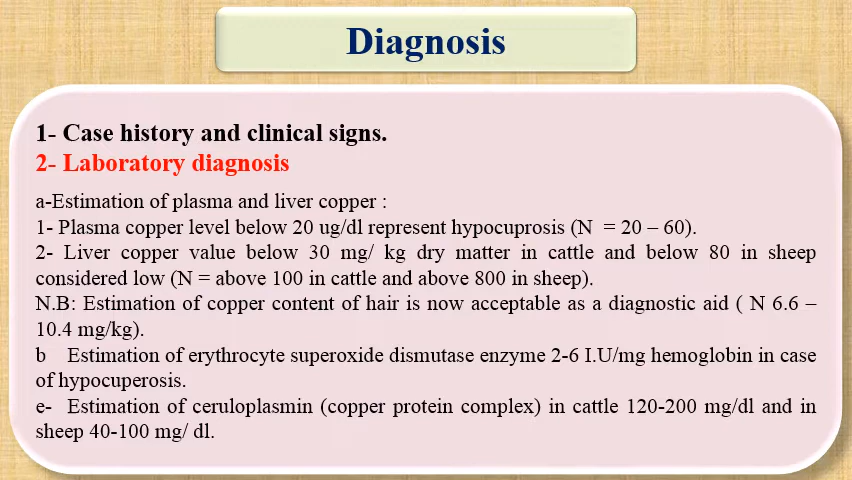 Diagnosis
1- Case history and clinical signs.
2- Laboratory diagnosis
a-Estimation of plasma and liver copper :
1- Plasma copper level below 20 ug/dl represent hypocuprosis (N = 20 – 60).
2- Liver copper value below 30 mg/ kg dry matter in cattle and below 80 in sheep
considered low (N = above 100 in cattle and above 800 in sheep).
N.B: Estimation of copper content of hair is now acceptable as a diagnostic aid ( N 6.6 –
10.4 mg/kg).
b Estimation of erythrocyte superoxide dismutase enzyme 2-6 I.U/mg hemoglobin in case
of hypocuperosis.
e- Estimation of ceruloplasmin (copper protein complex) in cattle 120-200 mg/dl and in
sheep 40-100 mg/ dl.